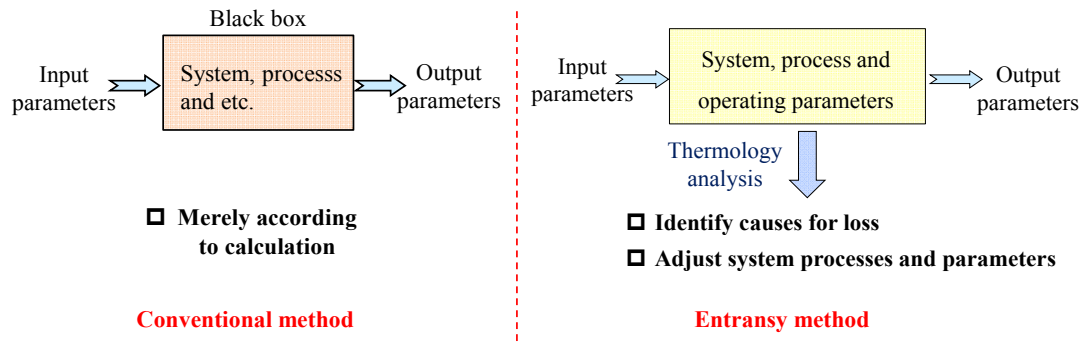 Black box
Input
parameters
System, processs
and etc.
Output
parameters
Merely according
to calculation
Conventional method
Input
parameters
System, process and
operating parameters
Output
parameters
Thermology
analysis
Identify causes for loss
Adjust system processes and parameters
Entransy method